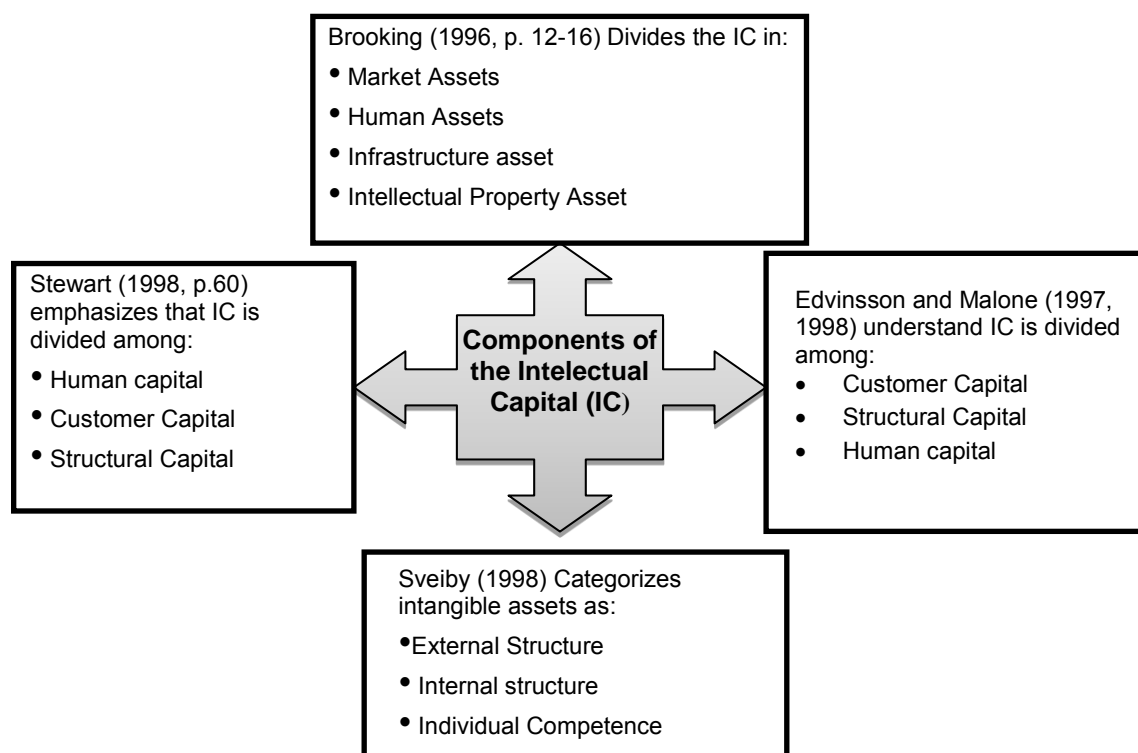 Brooking (1996, p. 12-16) Divides the IC in:
• Market Assets
• Human Assets
• Infrastructure asset
• Intellectual Property Asset
Stewart (1998, p.60)
emphasizes that IC is
divided among:
• Human capital
• Customer Capital
• Structural Capital
Components of
the Intelectual
Capital (IC)
Edvinsson and Malone (1997,
1998) understand IC is divided
among:
• Customer Capital
• Structural Capital
• Human capital
Sveiby (1998) Categorizes
intangible assets as:
•External Structure
• Internal structure
• Individual Competence